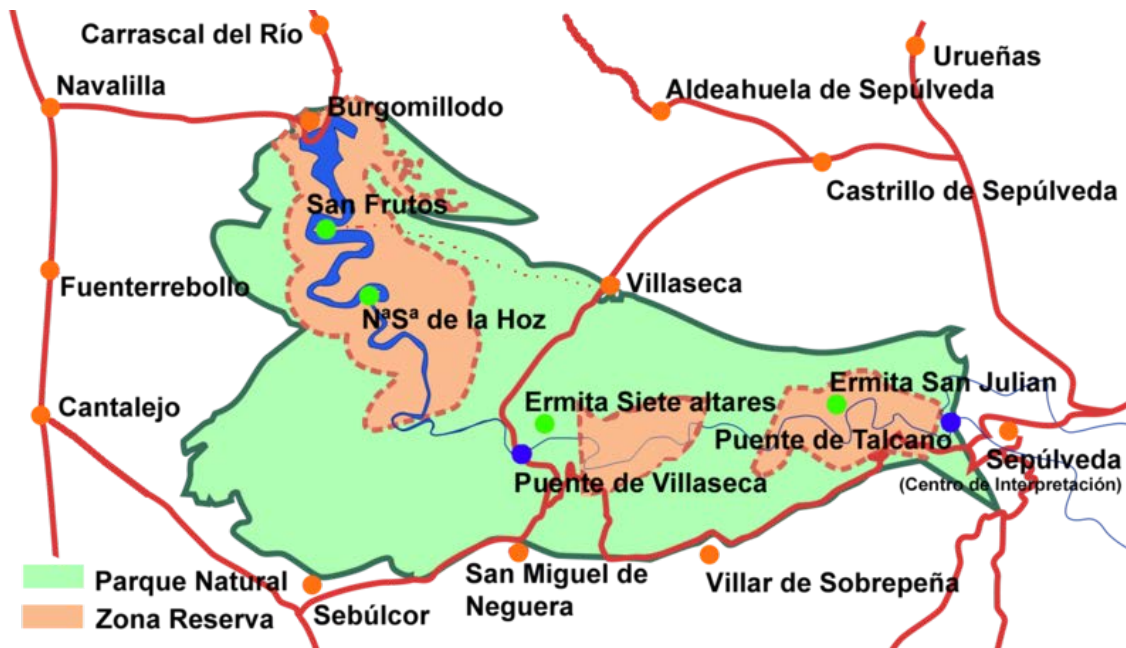 Carrascal del Río
Urueñas
Navalilla
Aldeahuela de Sepúlveda
Burgomillodo
Castrillo de Sepúlveda
San Frutos
Fuenterrebollo
Villaseca
NªSª de la Hoz
Ermita San Julian
Cantalejo
Ermita Siete altares
Puente de Talcano
Sepúlveda
(Centro de Interpretación)
Puente de Villaseca
Parque Natural
San Miguel de
Neguera
Villar de Sobrepeña
Zona Reserva
Sebúlcor